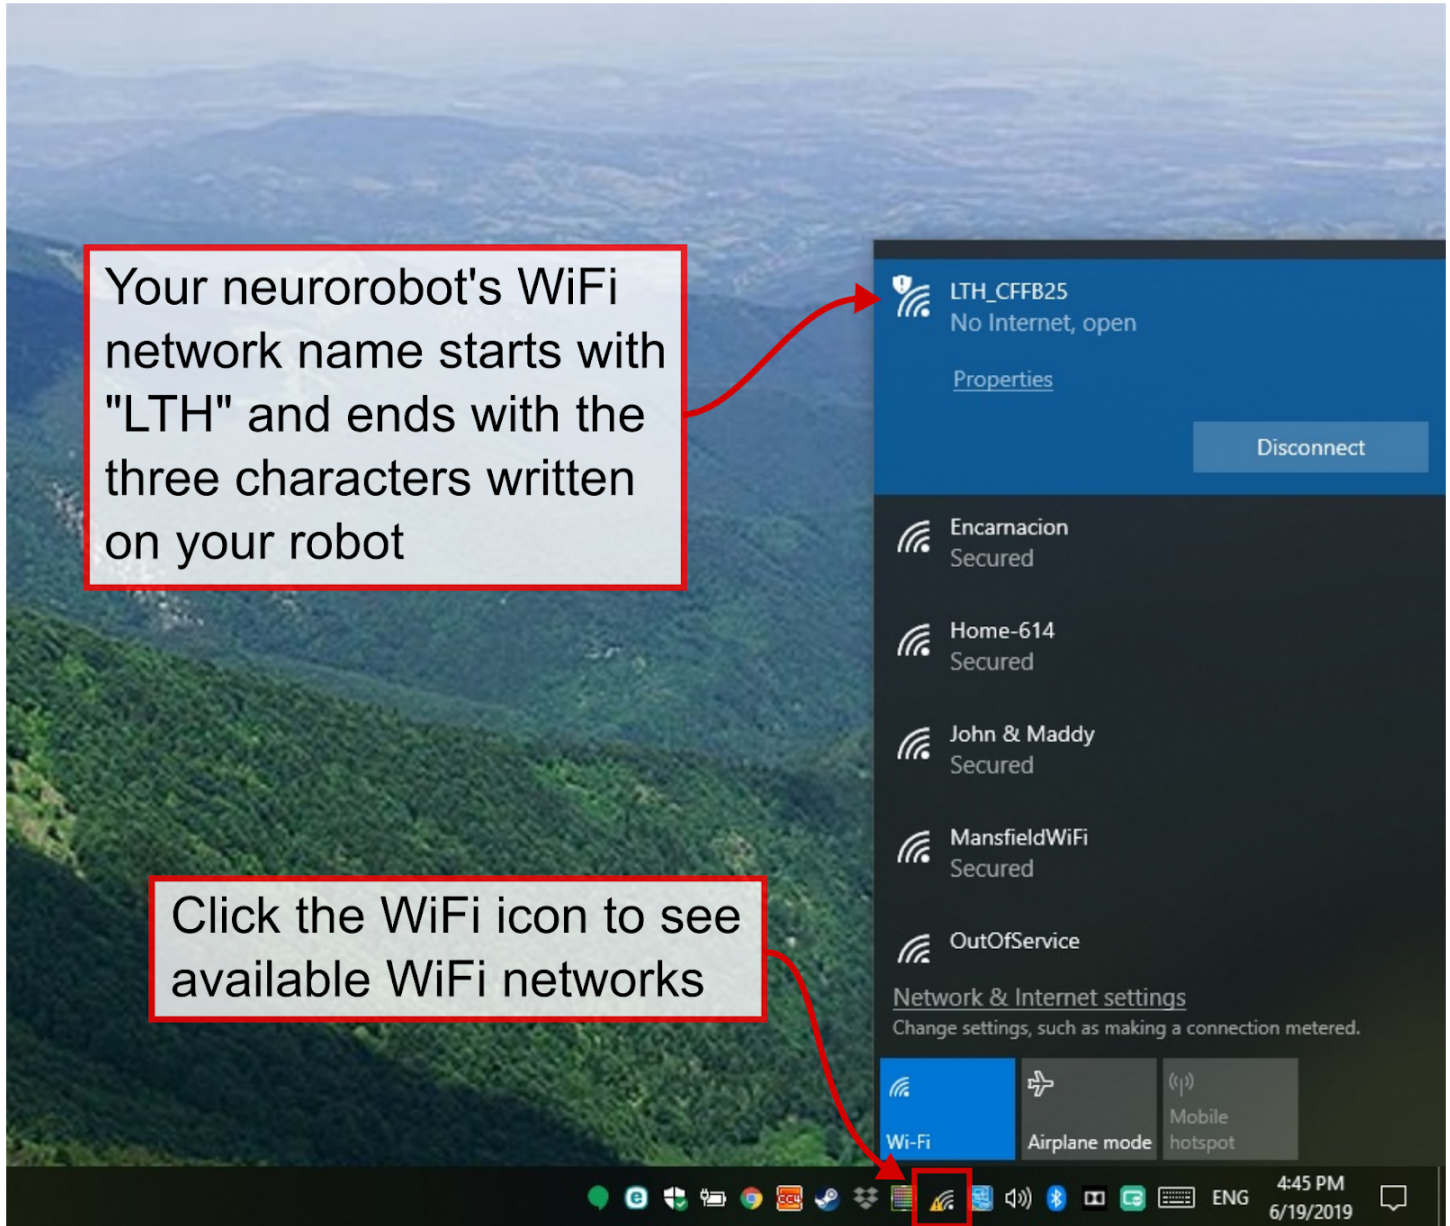 Your neurorobot's WiFi
network name starts with
"LTH" and ends with the
three characters written
on your robot
LTH_CFFB25
No Internet, open
Properties
Disconnect
Encarnacion
Secured
Home-614
Secured
John & Maddy
Secured
MansfieldWiFi
Secured
OutOfService
Click the WiFi icon to see
available WiFi networks
Network & Internet settings
Change settings, such as making a connection metered.
Wi-Fi
Airplane mode
Mobile
hotspot
CC4
ENG
4:45 PM
6/19/2019